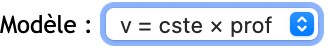 Modèle : v = cste × prof